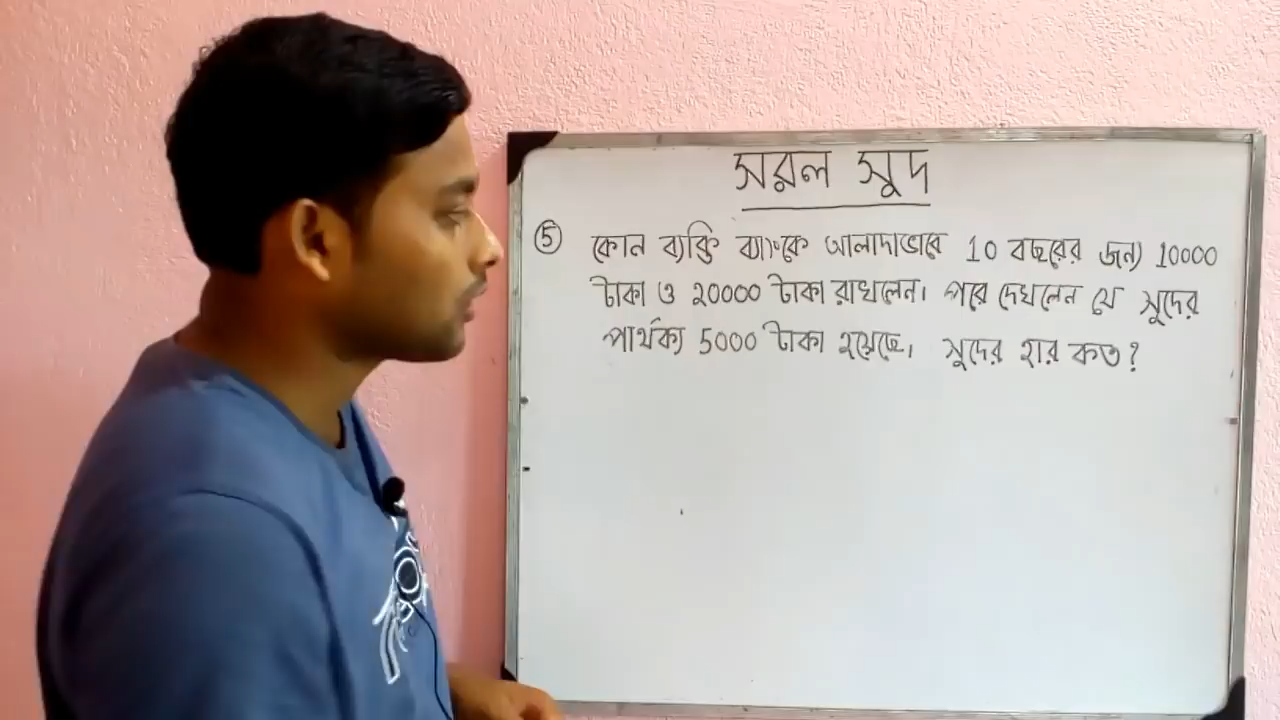 সরল সুদ
⑤ কোন ব্যক্তি ব্যাংকে আলাদাভাবে 10 বছরের জন্য 10000
টাকা ও 20000 টাকা রাখলেন। পরে দেখলেন যে সুদের
পার্থক্য 5000 টাকা হয়েছে। সুদের হার কত?